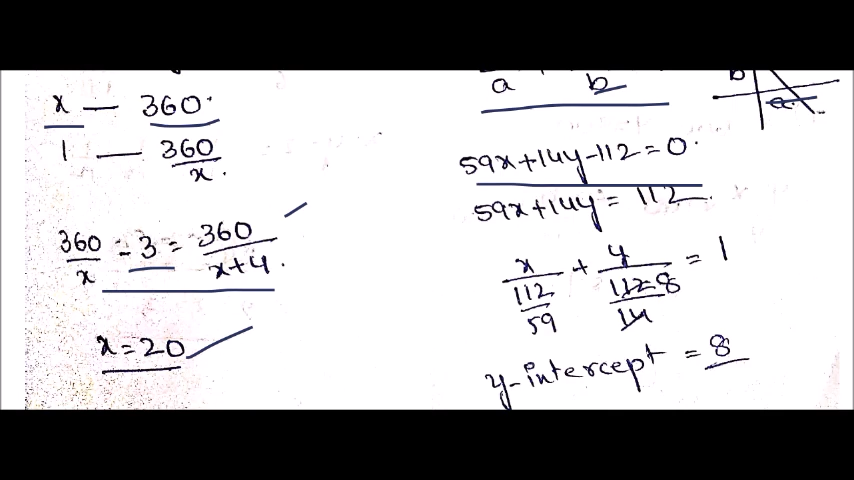 x — 360
1 — 360/x
360/x - 3 = 360/x+4
x=20
a b
b
a
59x+14y-112=0
59x+14y=112
x/(112/59) + y/(112/14)=8 = 1
y-intercept = 8